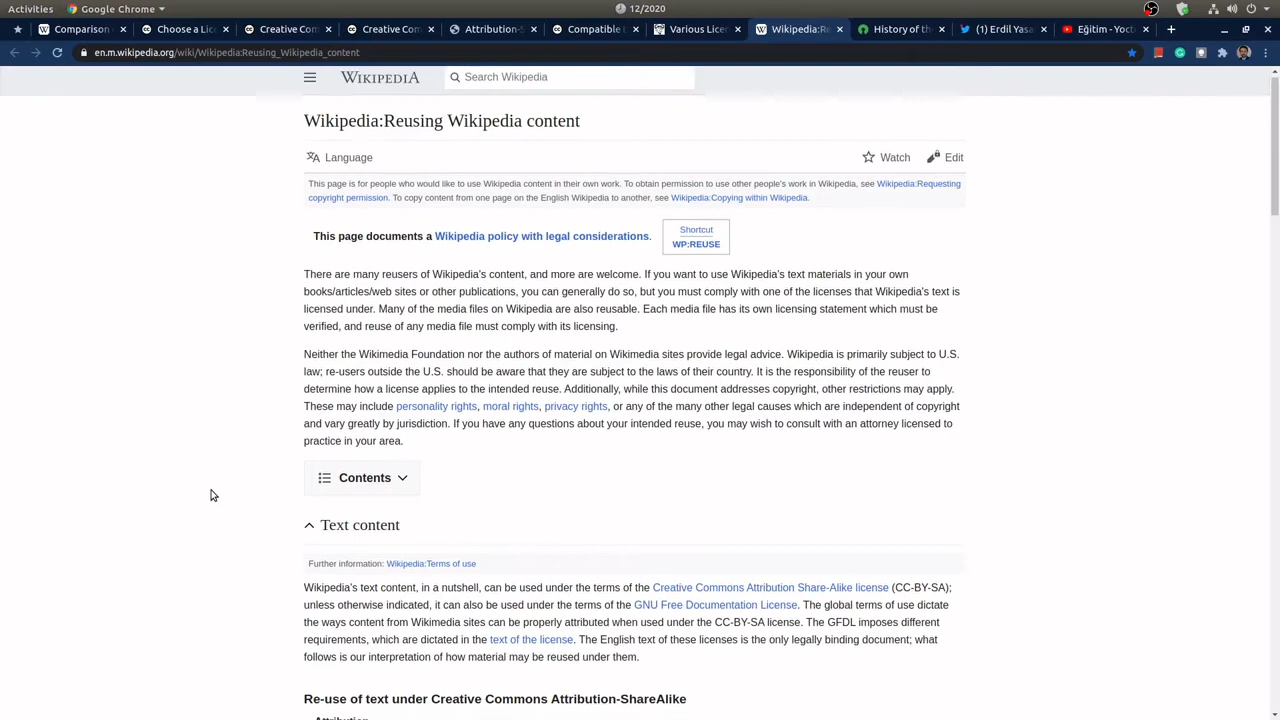 Activities Google Chrome 12/2020
Comparison Choose a Lice Creative Com Creative Com Attribution-S Compatible L Various Licen Wikipedia:Re History of the (1) Erdil Yasa Eğitim - Yoct
en.m.wikipedia.org/wiki/Wikipedia:Reusing_Wikipedia_content
WIKIPEDIA Search Wikipedia
Wikipedia:Reusing Wikipedia content
Language Watch Edit
This page is for people who would like to use Wikipedia content in their own work. To obtain permission to use other people's work in Wikipedia, see Wikipedia:Requesting
copyright permission. To copy content from one page on the English Wikipedia to another, see Wikipedia:Copying within Wikipedia.
This page documents a Wikipedia policy with legal considerations.
Shortcut
WP:REUSE
There are many reusers of Wikipedia's content, and more are welcome. If you want to use Wikipedia's text materials in your own
books/articles/web sites or other publications, you can generally do so, but you must comply with one of the licenses that Wikipedia's text is
licensed under. Many of the media files on Wikipedia are also reusable. Each media file has its own licensing statement which must be
verified, and reuse of any media file must comply with its licensing.
Neither the Wikimedia Foundation nor the authors of material on Wikimedia sites provide legal advice. Wikipedia is primarily subject to U.S.
law; re-users outside the U.S. should be aware that they are subject to the laws of their country. It is the responsibility of the reuser to
determine how a license applies to the intended reuse. Additionally, while this document addresses copyright, other restrictions may apply.
These may include personality rights, moral rights, privacy rights, or any of the many other legal causes which are independent of copyright
and vary greatly by jurisdiction. If you have any questions about your intended reuse, you may wish to consult with an attorney licensed to
practice in your area.
Contents
Text content
Further information: Wikipedia:Terms of use
Wikipedia's text content, in a nutshell, can be used under the terms of the Creative Commons Attribution Share-Alike license (CC-BY-SA);
unless otherwise indicated, it can also be used under the terms of the GNU Free Documentation License. The global terms of use dictate
the ways content from Wikimedia sites can be properly attributed when used under the CC-BY-SA license. The GFDL imposes different
requirements, which are dictated in the text of the license. The English text of these licenses is the only legally binding document; what
follows is our interpretation of how material may be reused under them.
Re-use of text under Creative Commons Attribution-ShareAlike
Attribution